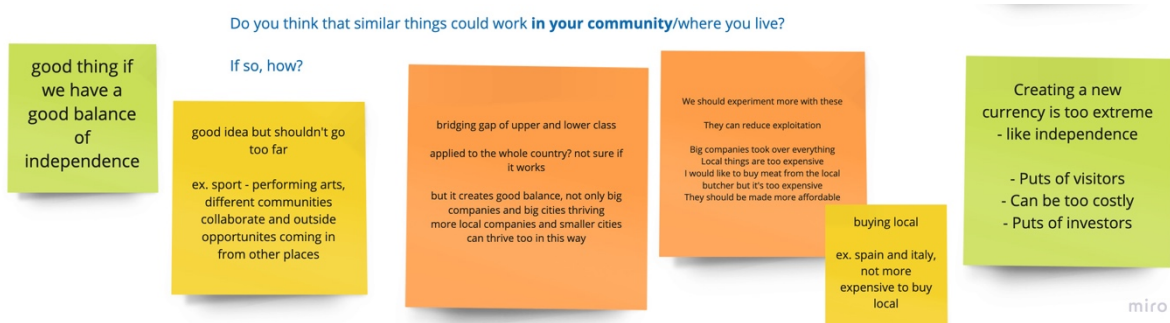 Do you think that similar things could work in your community/where you live?
If so, how?
good thing if
we have a
good balance
of
independence
good idea but shouldn't go
too far
ex. sport - performing arts,
different communities
collaborate and outside
opportunites coming in
from other places
bridging gap of upper and lower class
applied to the whole country? not sure if
it works
but it creates good balance, not only big
companies and big cities thriving
more local companies and smaller cities
can thrive too in this way
We should experiment more with these
They can reduce exploitation
Big companies took over everything
Local things are too expensive
I would like to buy meat from the local
butcher but it's too expensive
They should be made more affordable
buying local
ex. spain and italy,
not more
expensive to buy
local
Creating a new
currency is too extreme
- like independence
- Puts of visitors
- Can be too costly
- Puts of investors
miro